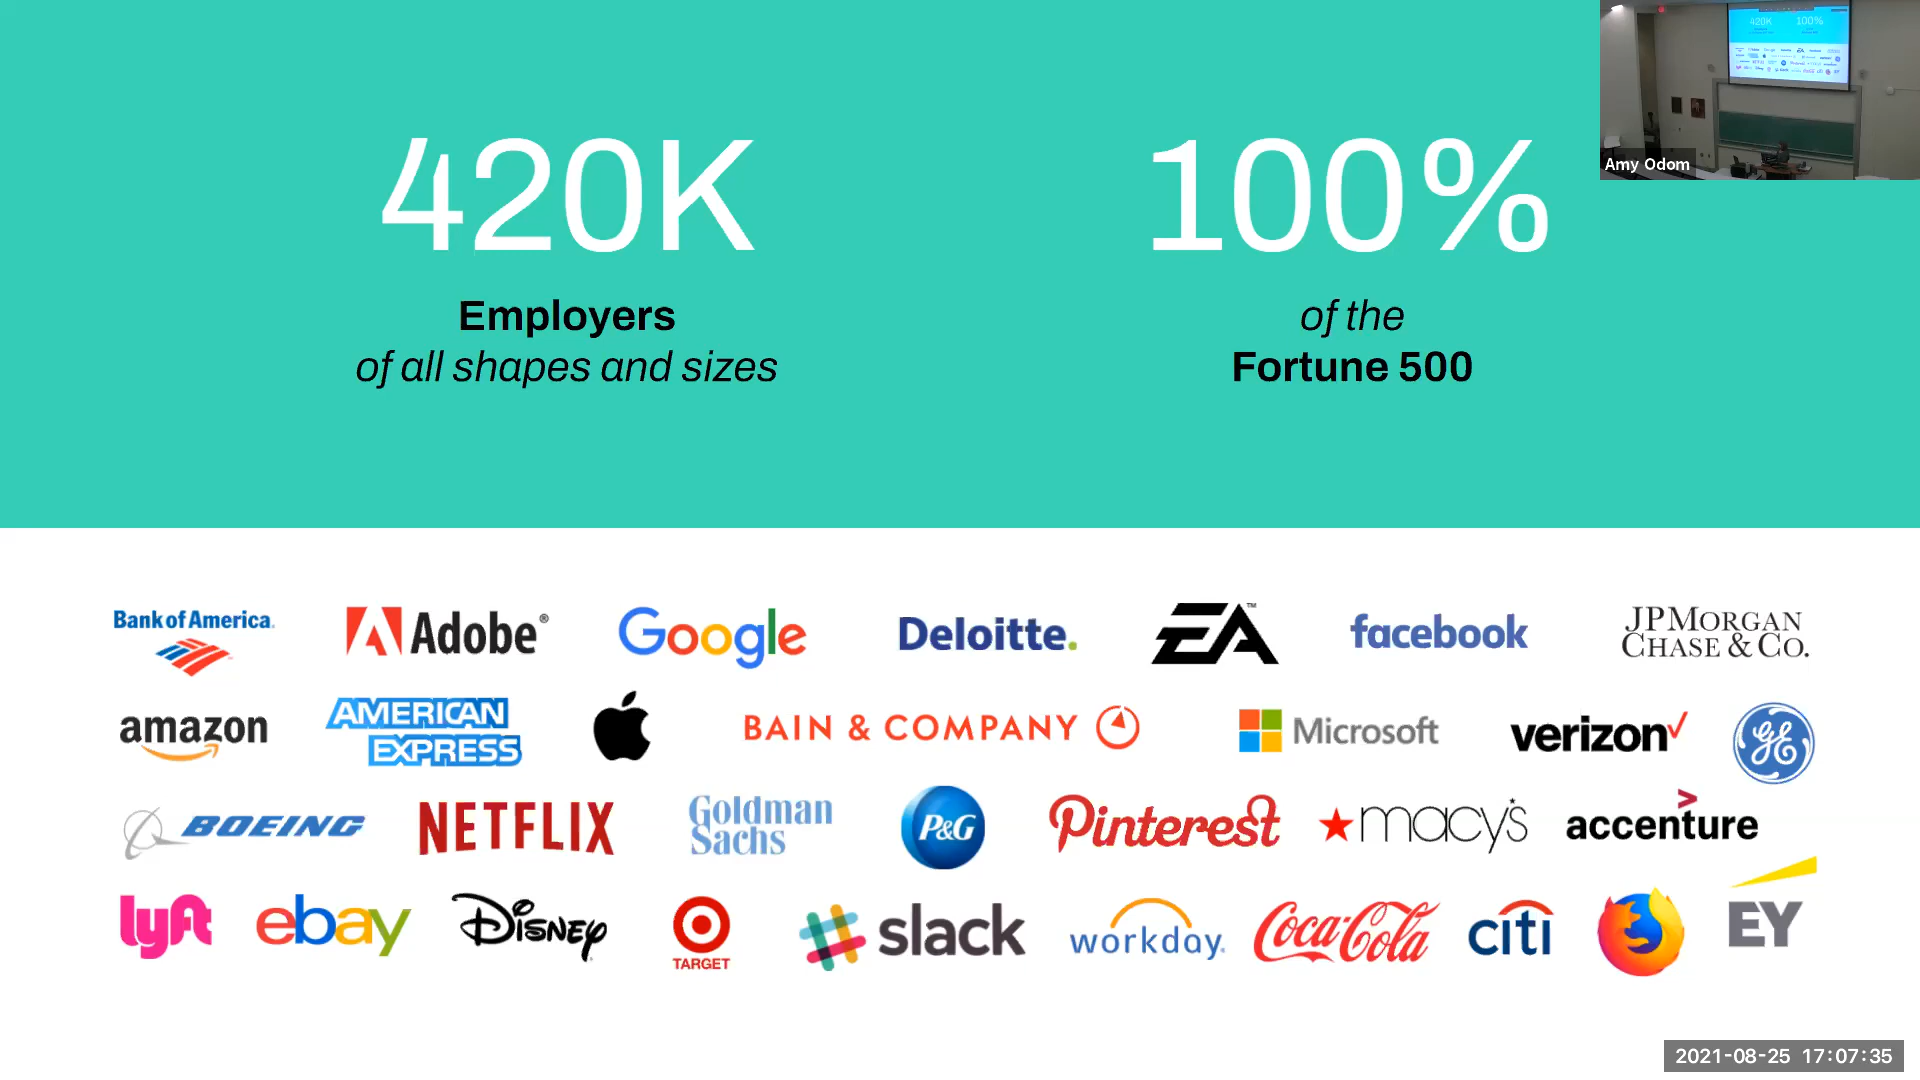 420K
Employers
of all shapes and sizes
100%
of the
Fortune 500
Amy Odom
Bank of America
Adobe®
Google
Deloitte.
EA™
facebook
JPMORGAN
CHASE & CO.
amazon
AMERICAN
EXPRESS
BAIN & COMPANY
Microsoft
verizon
GE
BOEING
NETFLIX
Goldman
Sachs
P&G
Pinterest
macy's
accenture
lyft
ebay
Disney
TARGET
slack
workday
Coca-Cola
citi
EY
2021-08-25 17:07:35